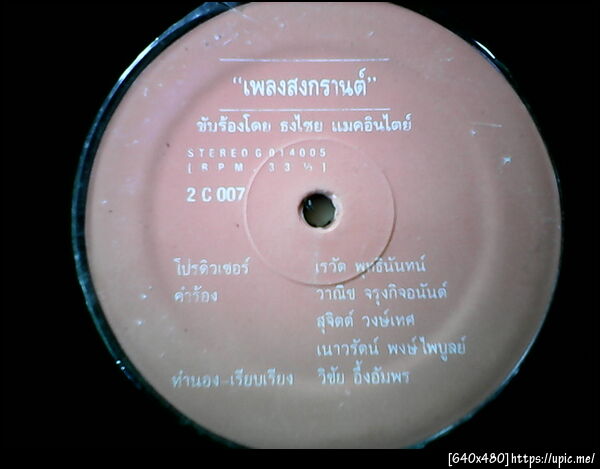 “เพลงสงกรานต์”
ขับร้องโดย ธงไชย แมคอินไตย์
STEREO G014005
[RPM-33 ⅓]
2 C 007
โปรดิวเซอร์ เรวัต พุทธินันทน์
คำร้อง วาณิช จรุงกิจอนันต์
สุจิตต์ วงษ์เทศ
เนาวรัตน์ พงษ์ไพบูลย์
ทำนอง-เรียบเรียง วิชัย อึ้งอัมพร
[640x480]https://upic.me/